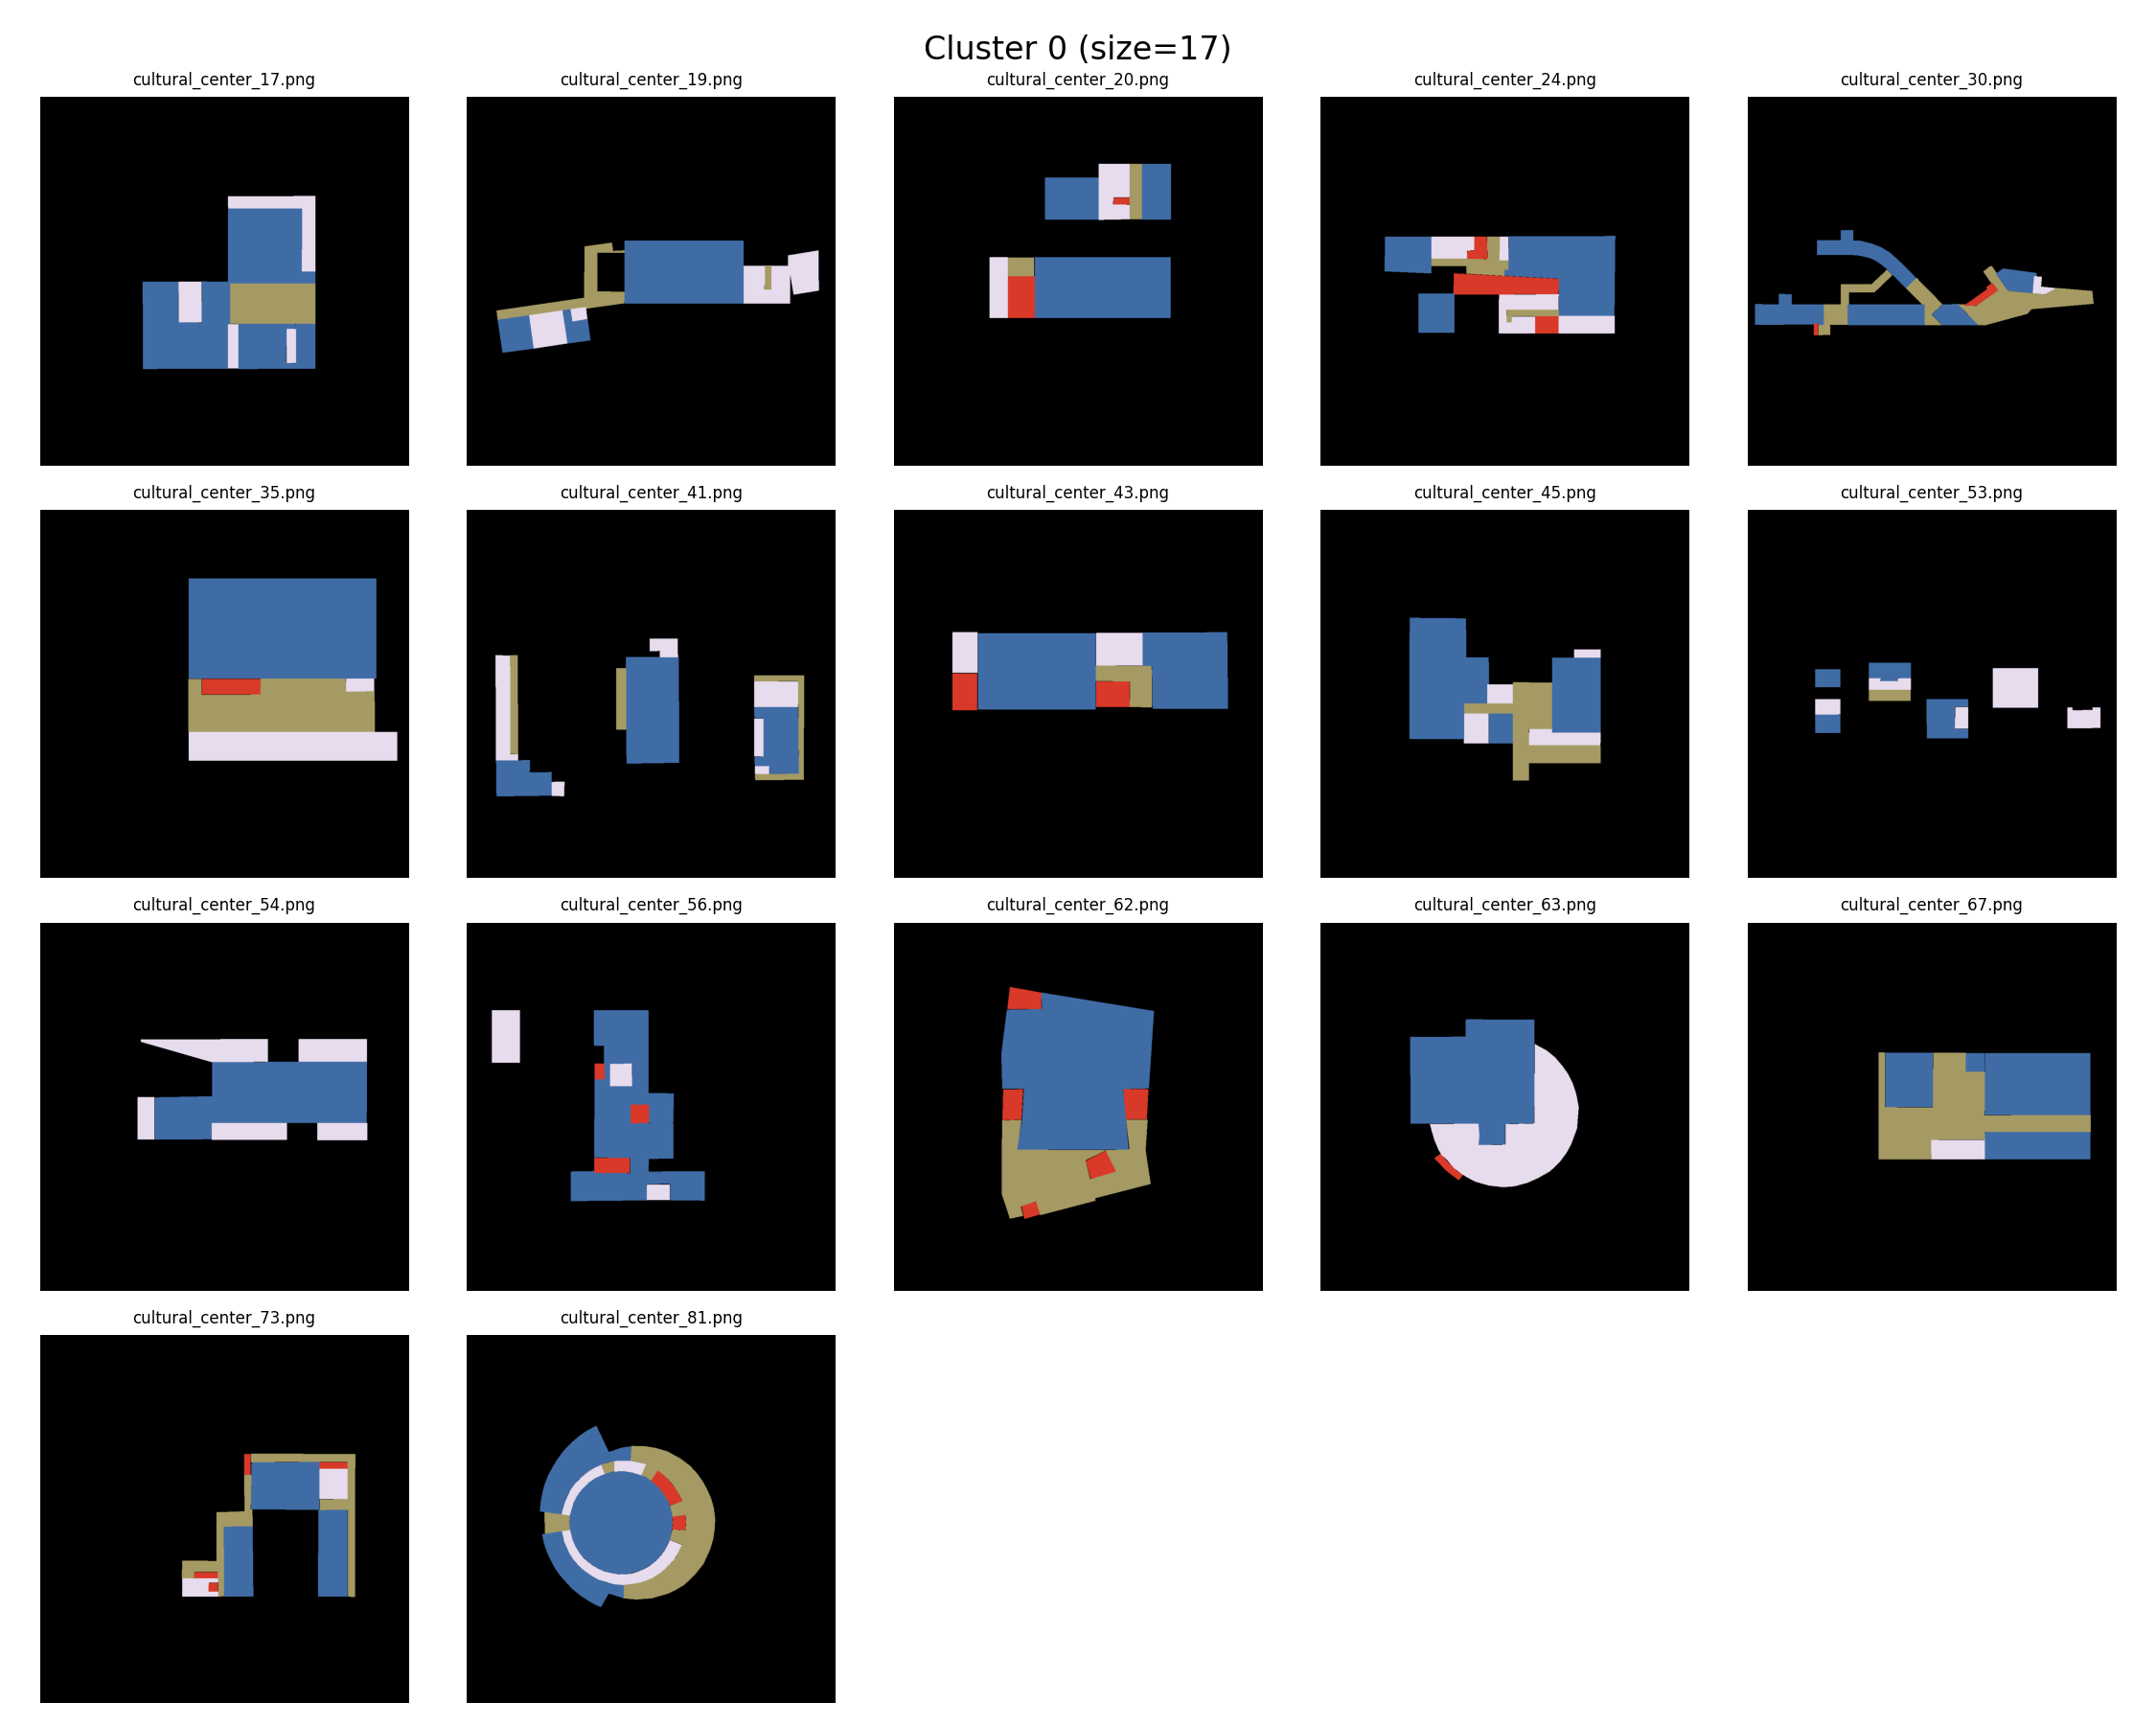 Cluster 0 (size=17)
cultural_center_17.png
cultural_center_19.png
cultural_center_20.png
cultural_center_24.png
cultural_center_30.png
cultural_center_35.png
cultural_center_41.png
cultural_center_43.png
cultural_center_45.png
cultural_center_53.png
cultural_center_54.png
cultural_center_56.png
cultural_center_62.png
cultural_center_63.png
cultural_center_67.png
cultural_center_73.png
cultural_center_81.png